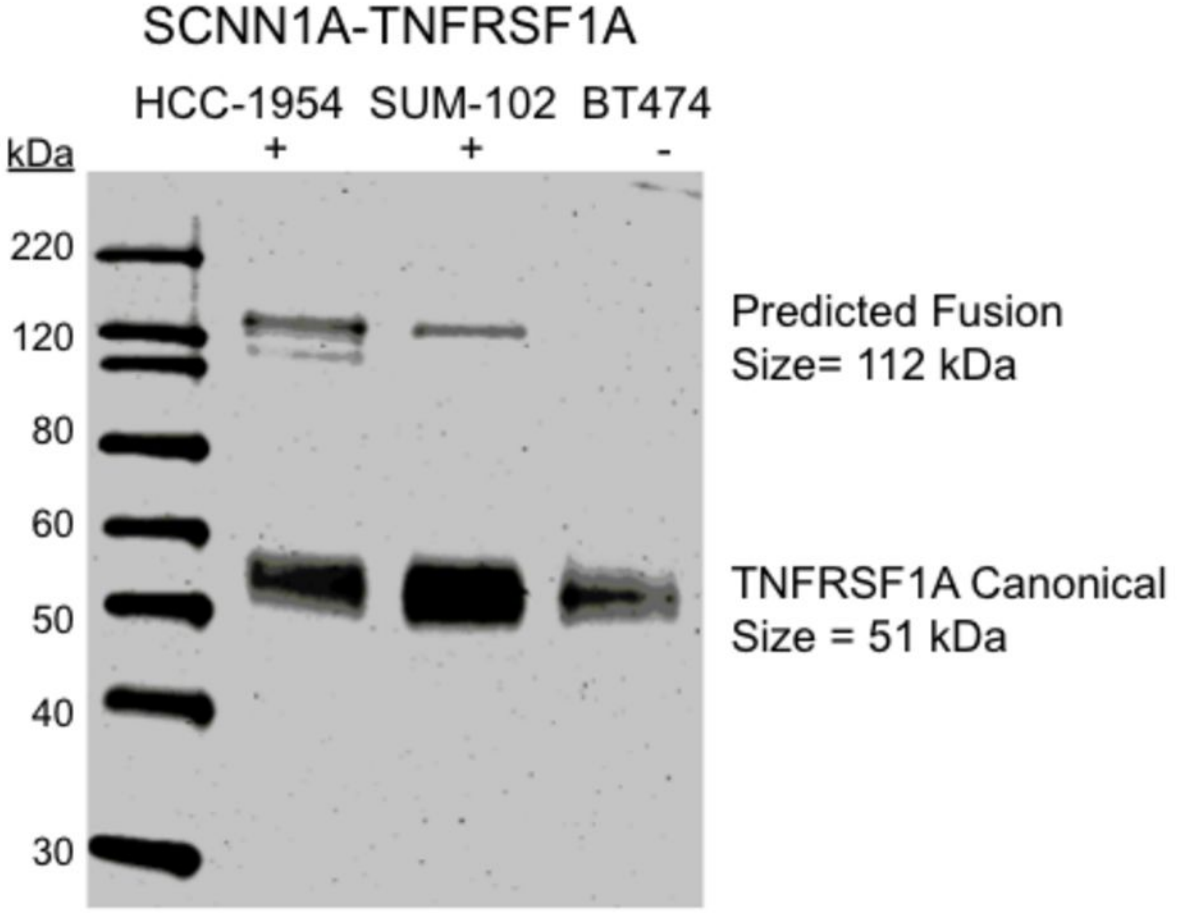 SCNN1A-TNFRSF1A
HCC-1954 SUM-102 BT474
kDa + + -
220
120
80
60
50
40
30
Predicted Fusion
Size= 112 kDa
TNFRSF1A Canonical
Size = 51 kDa